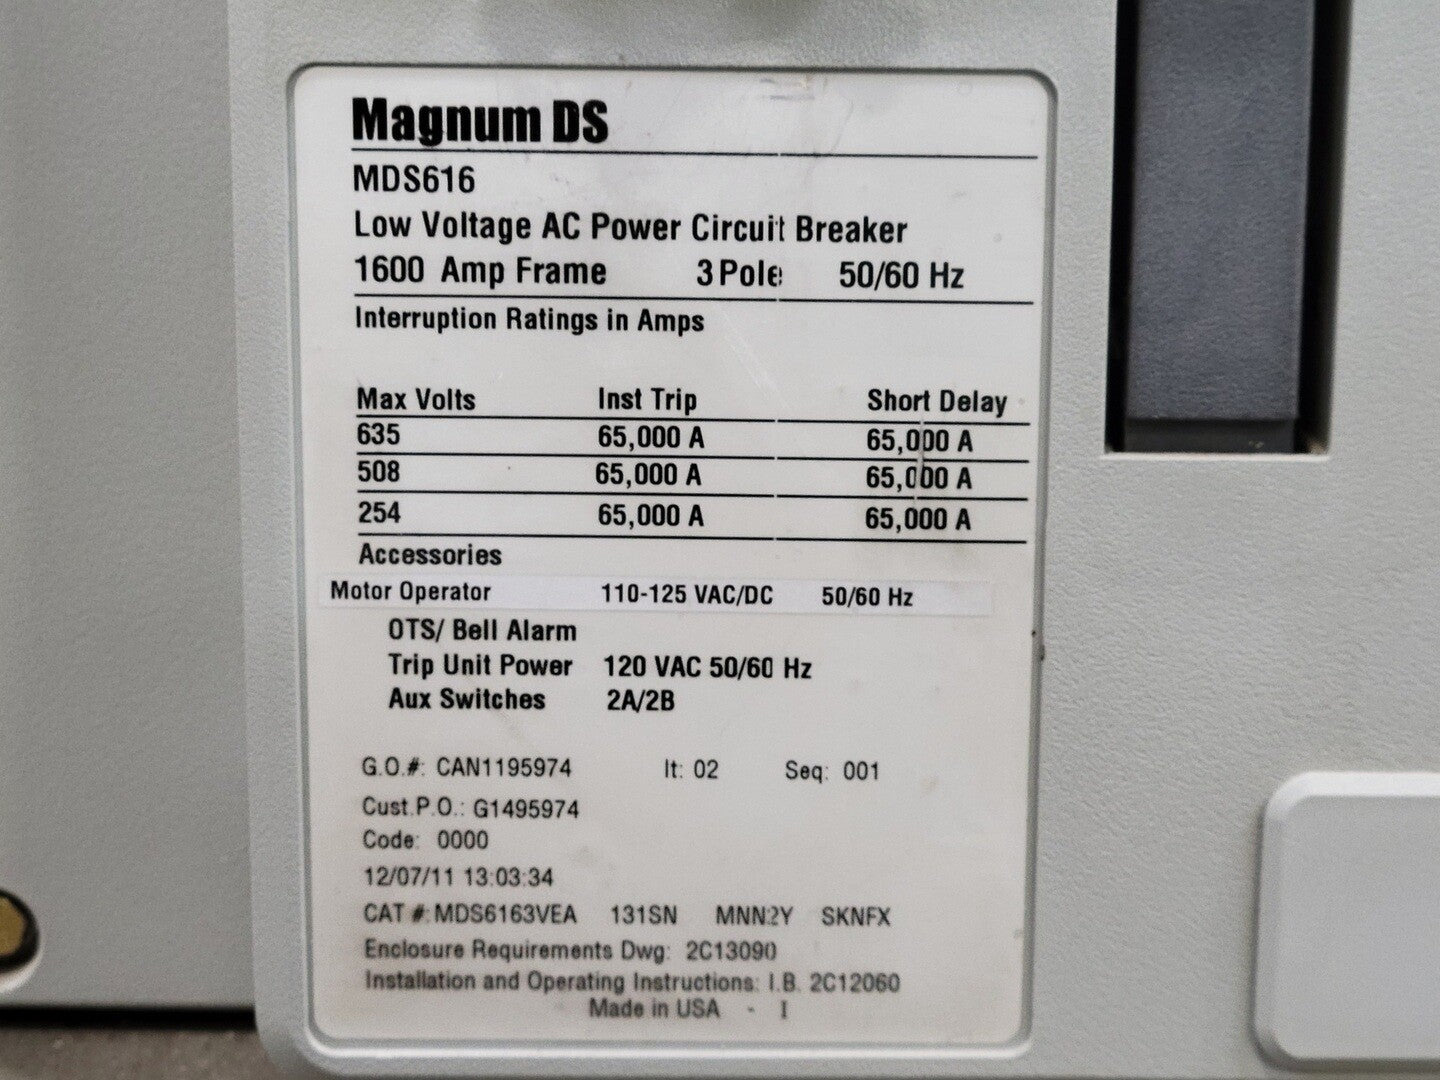 Magnum DS
MDS616
Low Voltage AC Power Circuit Breaker
1600 Amp Frame 3 Pole 50/60 Hz
Interruption Ratings in Amps
Max Volts Inst Trip Short Delay
635 65,000 A 65,000 A
508 65,000 A 65,000 A
254 65,000 A 65,000 A
Accessories
Motor Operator 110-125 VAC/DC 50/60 Hz
OTS/ Bell Alarm
Trip Unit Power 120 VAC 50/60 Hz
Aux Switches 2A/2B
G.O.#: CAN1195974 It: 02 Seq: 001
Cust.P.O.: G1495974
Code: 0000
12/07/11 13:03:34
CAT #:MDS6163VEA 131SN MNN2Y SKNFX
Enclosure Requirements Dwg: 2C13090
Installation and Operating Instructions: I.B. 2C12060
Made in USA - I